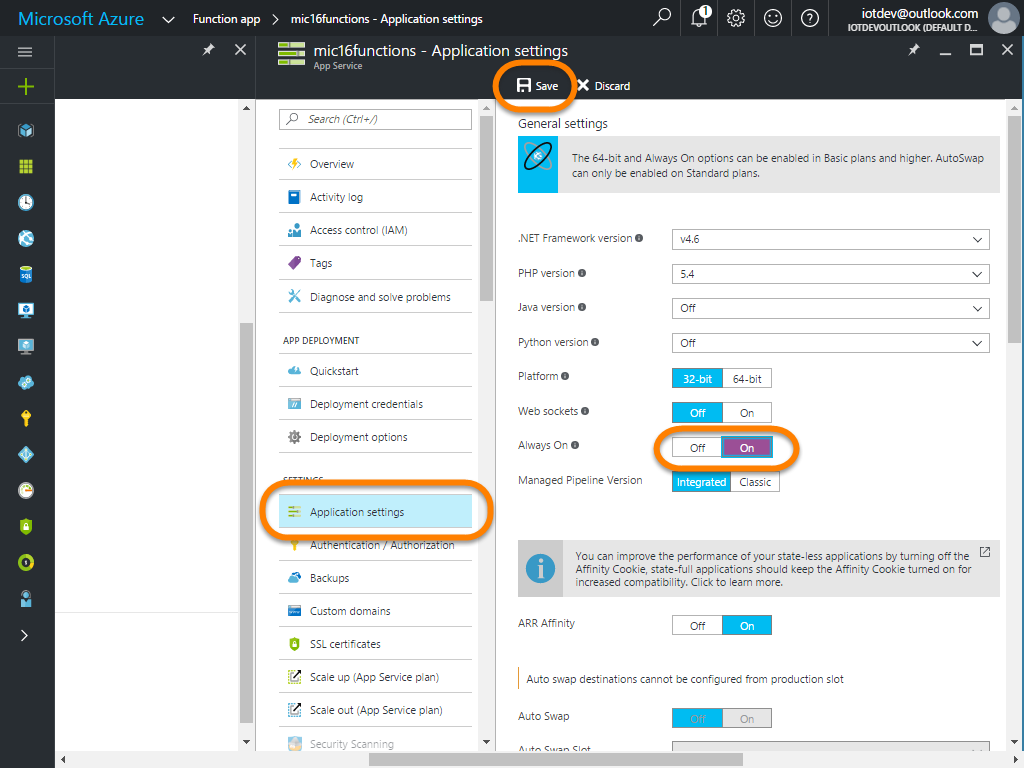 Microsoft Azure
Function app
mic16functions - Application settings
1
iotdev@outlook.com
IOTDEVOUTLOOK (DEFAULT D...
mic16functions - Application settings
App Service
Save
Discard
Search (Ctrl+/)
Overview
Activity log
Access control (IAM)
Tags
Diagnose and solve problems
APP DEPLOYMENT
Quickstart
Deployment credentials
Deployment options
SETTINGS
Application settings
Authentication / Authorization
Backups
Custom domains
SSL certificates
Scale up (App Service plan)
Scale out (App Service plan)
Security Scanning
General settings
The 64-bit and Always On options can be enabled in Basic plans and higher. AutoSwap
can only be enabled on Standard plans.
.NET Framework version
v4.6
PHP version
5.4
Java version
Off
Python version
Off
Platform
32-bit
64-bit
Web sockets
Off
On
Always On
Off
On
Managed Pipeline Version
Integrated
Classic
You can improve the performance of your state-less applications by turning off the
Affinity Cookie, state-full applications should keep the Affinity Cookie turned on for
increased compatibility. Click to learn more.
ARR Affinity
Off
On
Auto swap destinations cannot be configured from production slot
Auto Swap
Off
On
Auto Swap Slot